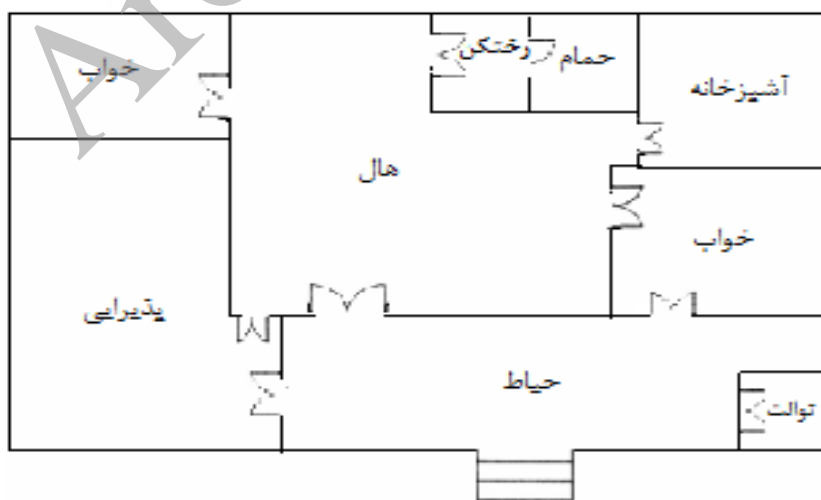 خواب
رختکن
حمام
آشپزخانه
هال
خواب
پذیرایی
حیاط
توالت